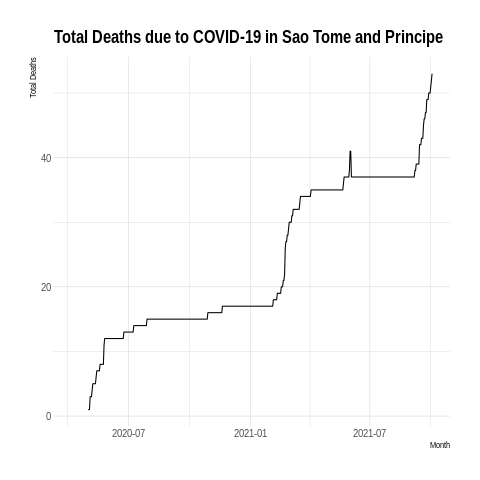 Total Deaths due to COVID-19 in Sao Tome and Principe
Total Deaths
40
20
0
2020-07
2021-01
2021-07
Month